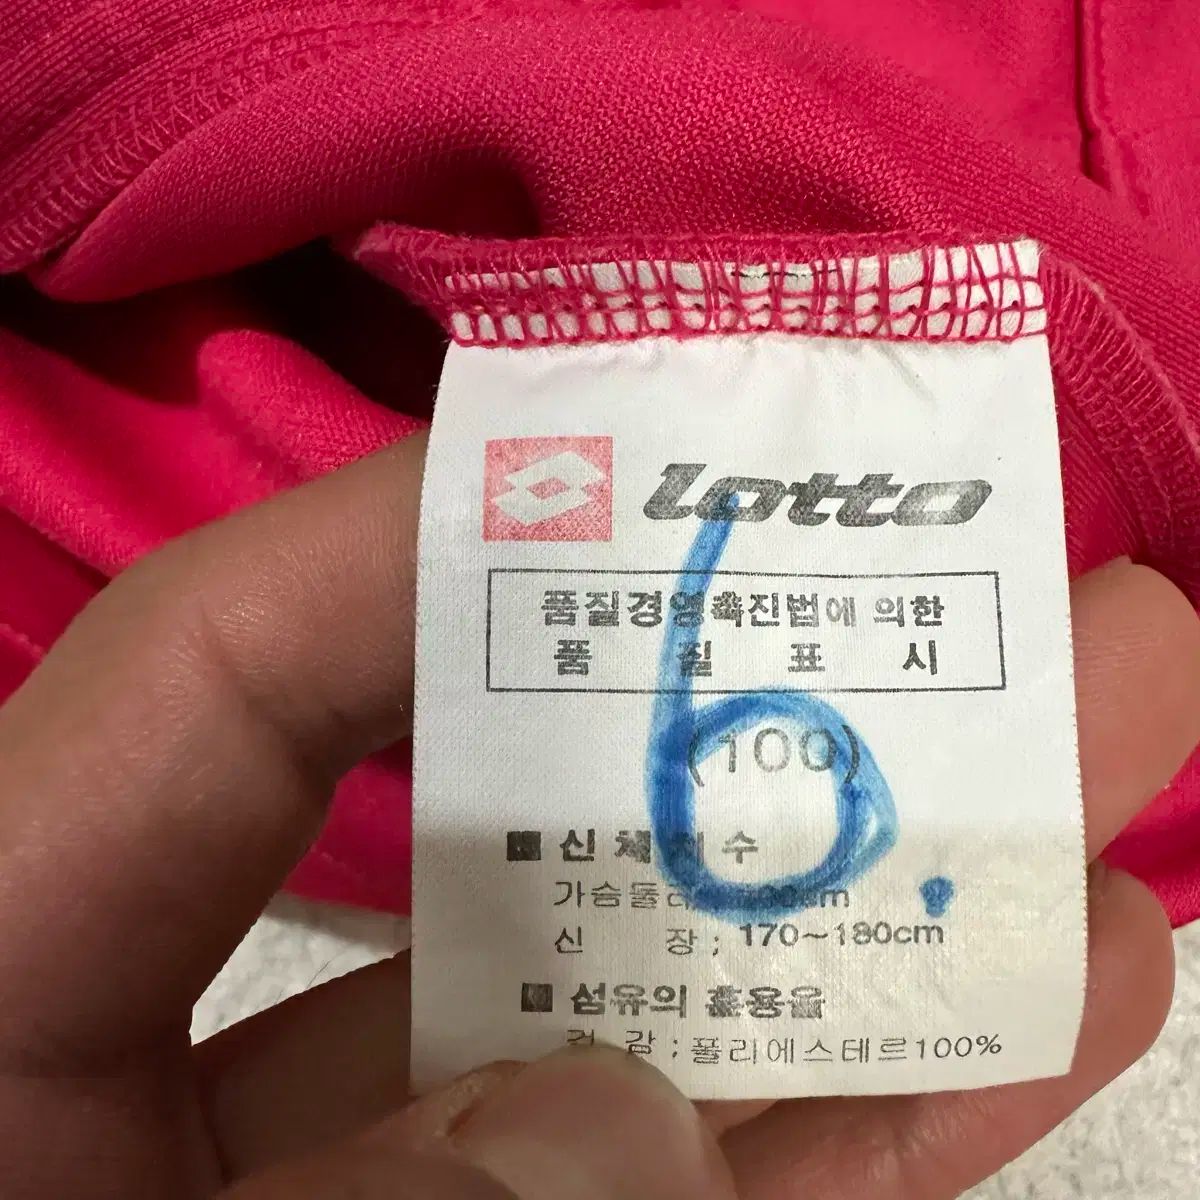 lotto
품질경영촉진법에 의한
품 질 표 시
(100)
6.
■ 신체치수
가슴둘레 100cm
신 장 ; 170~180cm
■ 섬유의 혼용율
겉 감 : 폴리에스테르100%